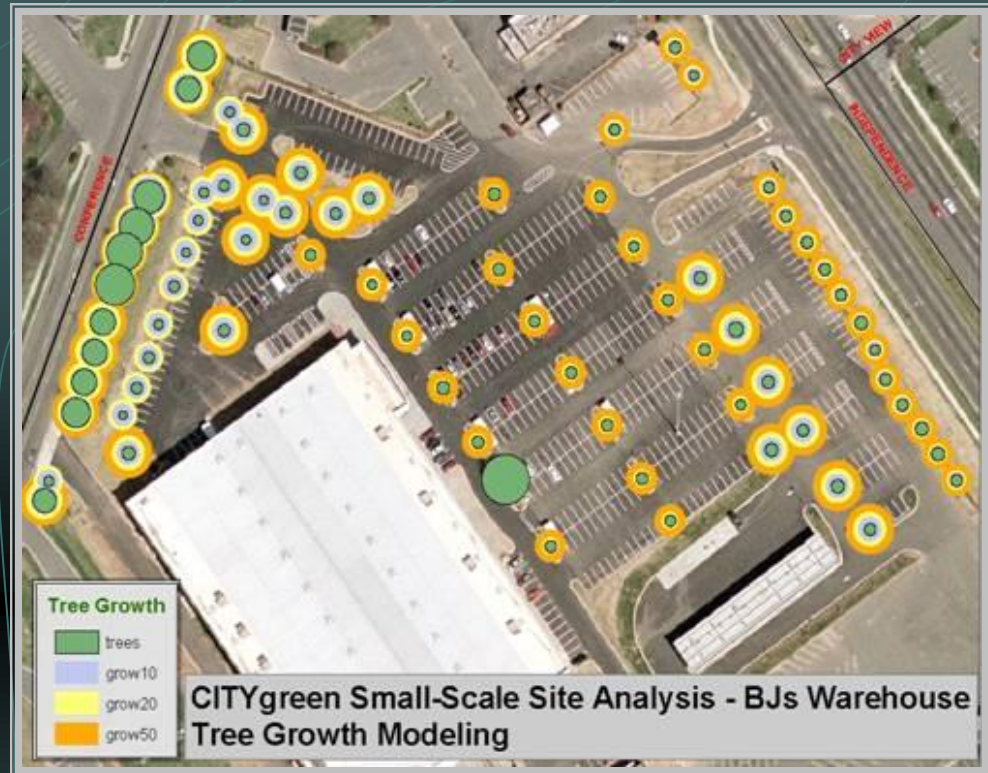 CITY VIEW
INDEPENDENCE
CONFERENCE
Tree Growth
trees
grow10
grow20
grow50
CITYgreen Small-Scale Site Analysis - BJs Warehouse
Tree Growth Modeling